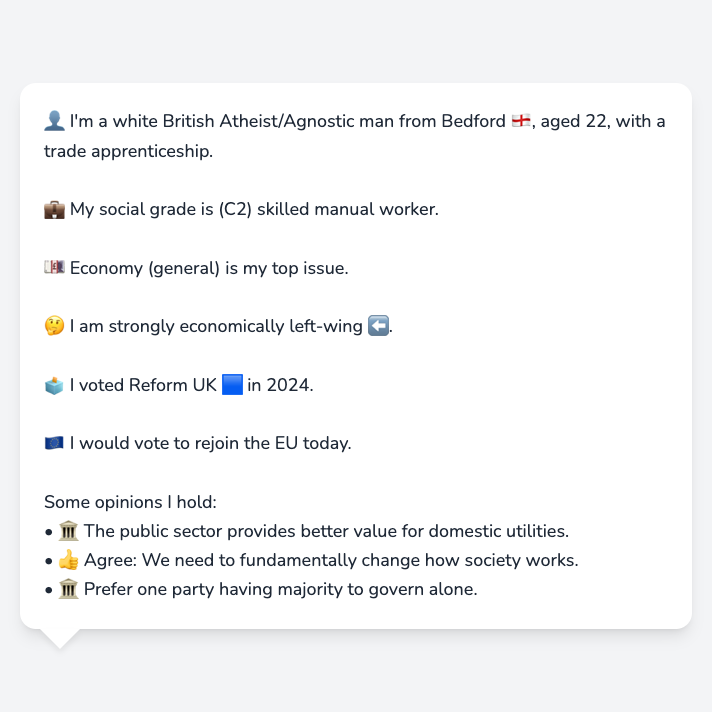 👤 I'm a white British Atheist/Agnostic man from Bedford 🏴󠁧󠁢󠁥󠁮󠁧󠁿, aged 22, with a
trade apprenticeship.
💼 My social grade is (C2) skilled manual worker.
💷 Economy (general) is my top issue.
🤔 I am strongly economically left-wing ⬅️.
🗳️ I voted Reform UK 🟦 in 2024.
🇪🇺 I would vote to rejoin the EU today.
Some opinions I hold:
• 🏛️ The public sector provides better value for domestic utilities.
• 👍 Agree: We need to fundamentally change how society works.
• 🏛️ Prefer one party having majority to govern alone.